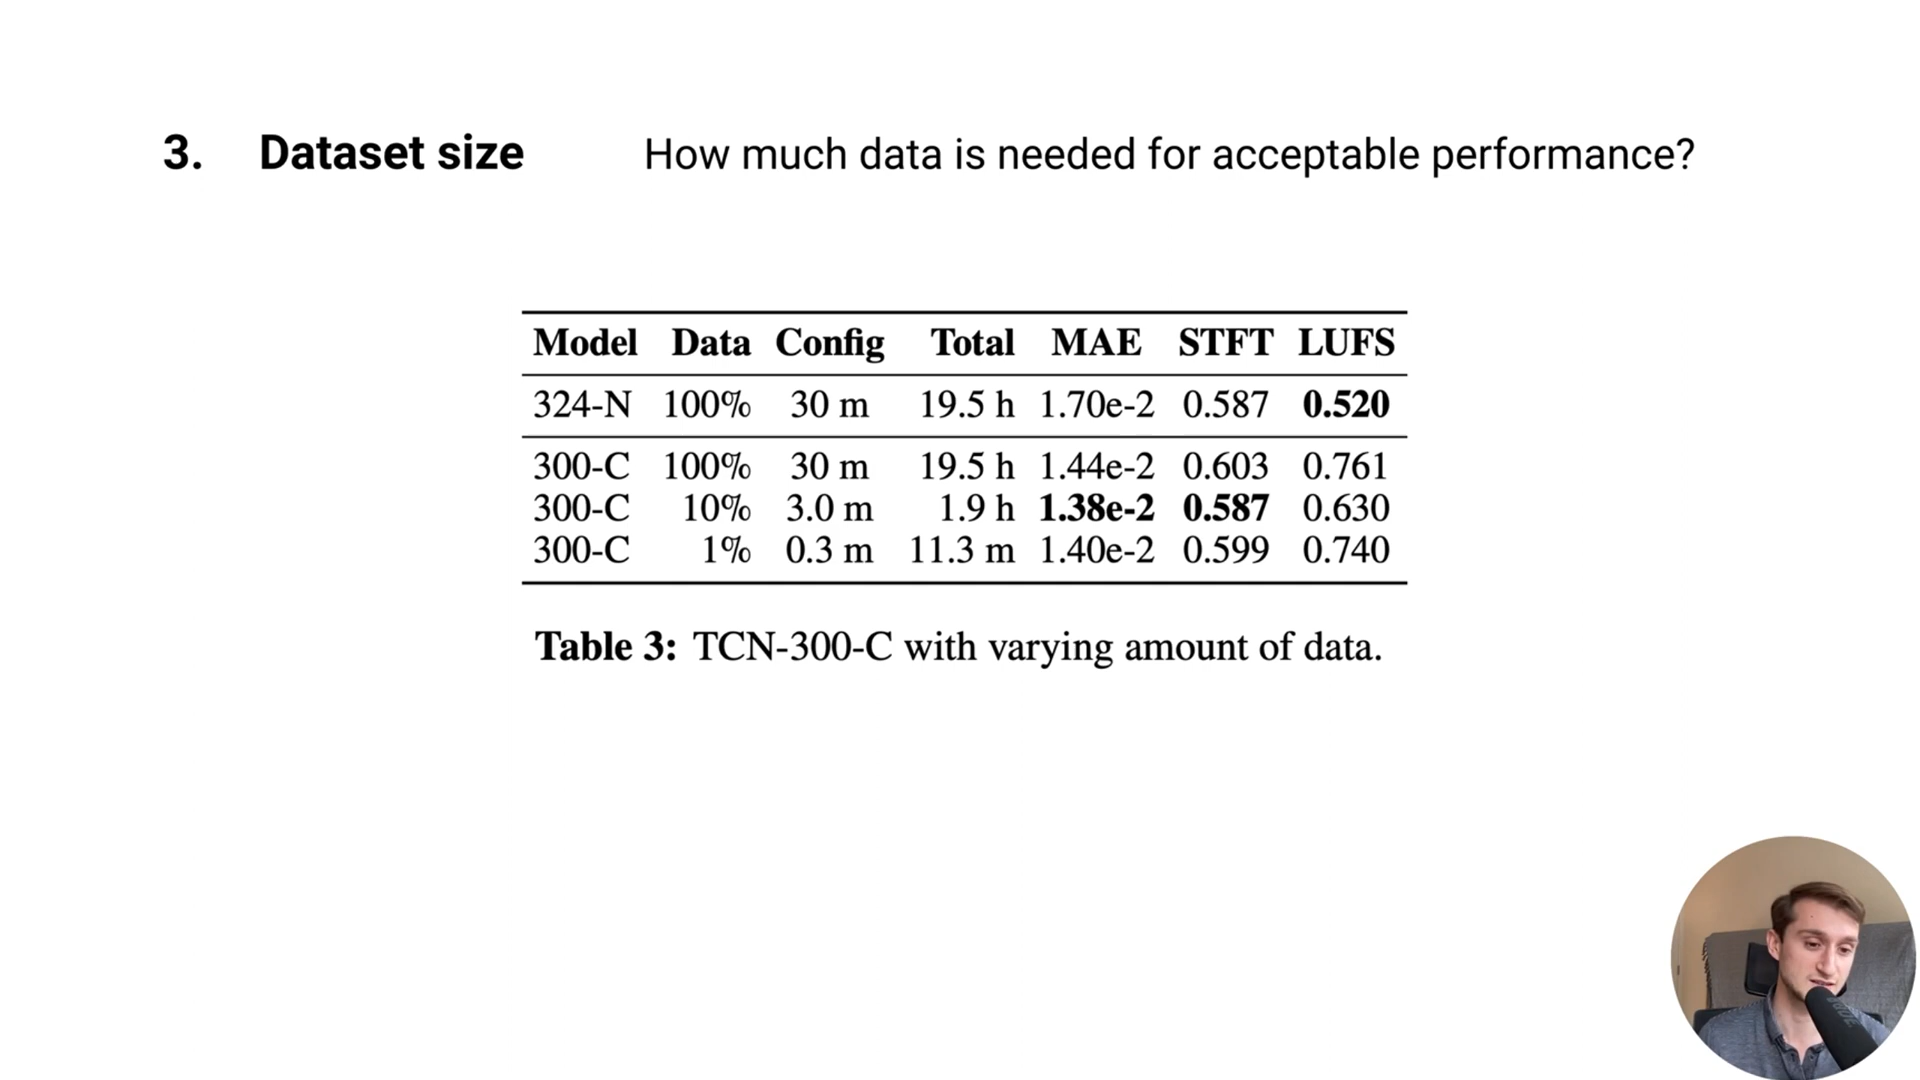 3. Dataset size How much data is needed for acceptable performance?
Model Data Config Total MAE STFT LUFS
324-N 100% 30 m 19.5 h 1.70e-2 0.587 0.520
300-C 100% 30 m 19.5 h 1.44e-2 0.603 0.761
300-C 10% 3.0 m 1.9 h 1.38e-2 0.587 0.630
300-C 1% 0.3 m 11.3 m 1.40e-2 0.599 0.740
Table 3: TCN-300-C with varying amount of data.